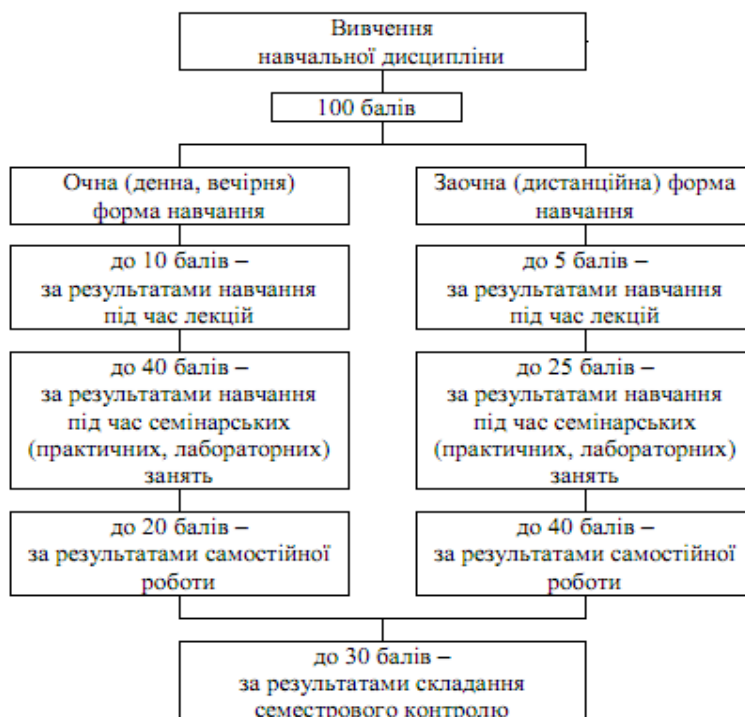 Вивчення
навчальної дисципліни
100 балів
Очна (денна, вечірня)
форма навчання
до 10 балів –
за результатами навчання
під час лекцій
до 40 балів –
за результатами навчання
під час семінарських
(практичних, лабораторних)
занять
до 20 балів –
за результатами самостійної
роботи
Заочна (дистанційна) форма
навчання
до 5 балів –
за результатами навчання
під час лекцій
до 25 балів –
за результатами навчання
під час семінарських
(практичних, лабораторних)
занять
до 40 балів –
за результатами самостійної
роботи
до 30 балів –
за результатами складання
семестрового контролю